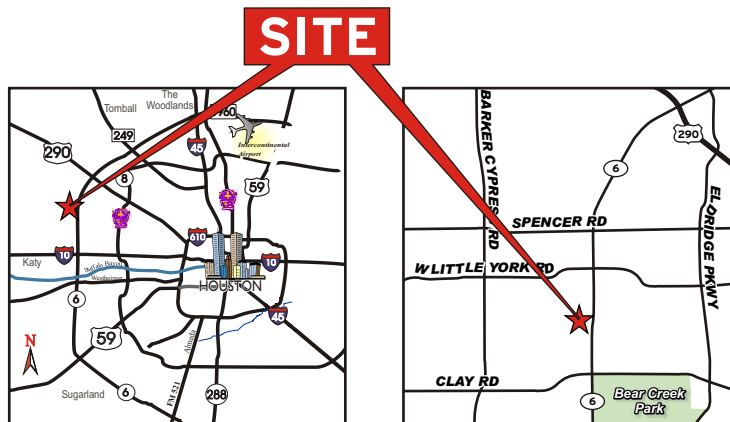 SITE
The
Woodlands
Tomball
960
249
45
290
Intercontinental
Airport
8
59
610
Katy
10
10
Buffalo Bayou
Westheimer
HOUSTON
6
45
59
N
Almeda
FM 521
Sugarland
6
288
BARKER CYPRESS RD
290
6
ELDRIDGE PKWY
SPENCER RD
W LITTLE YORK RD
CLAY RD
6
Bear Creek
Park